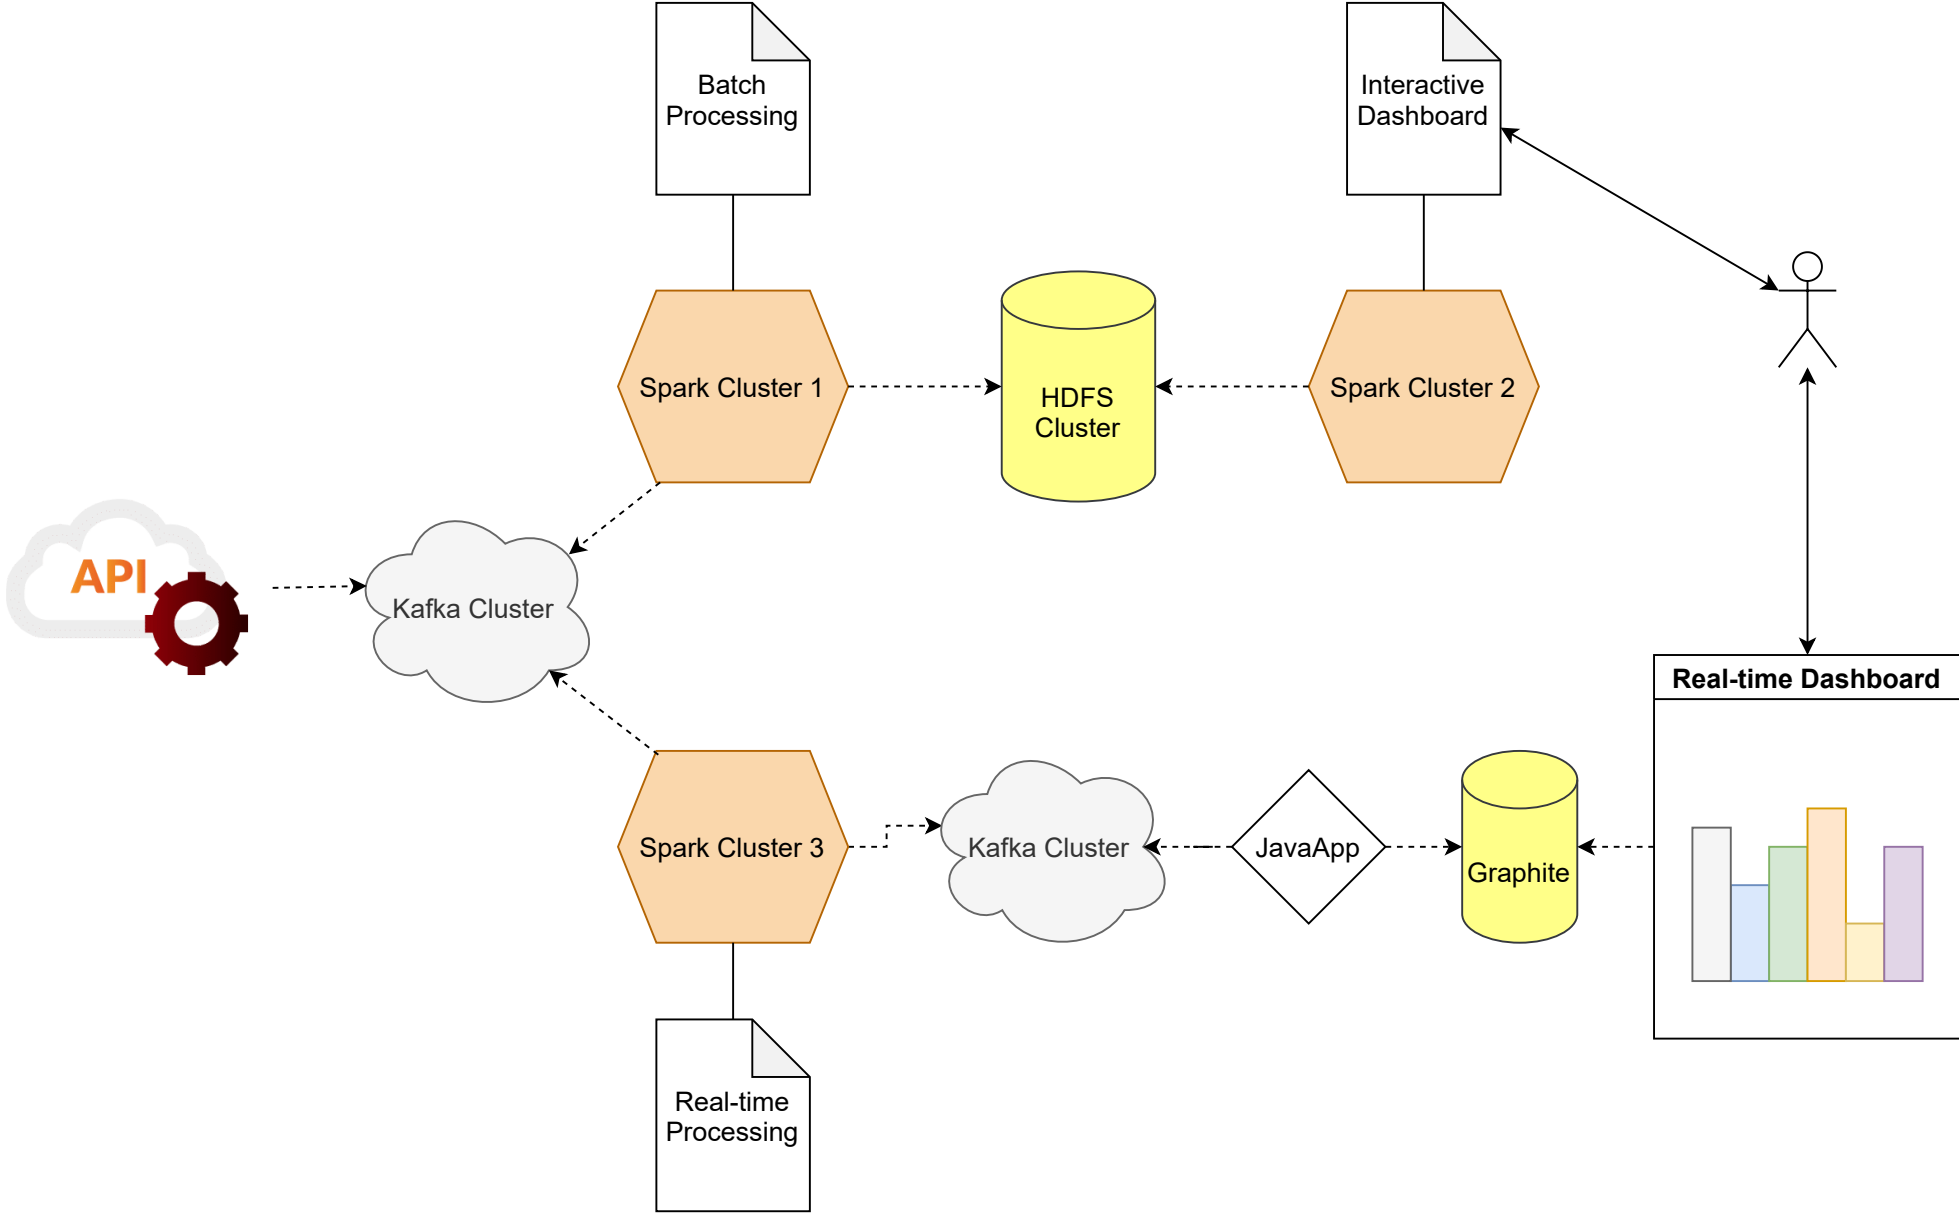 Batch
Processing
Interactive
Dashboard
Spark Cluster 1
HDFS
Cluster
Spark Cluster 2
API
Kafka Cluster
Real-time Dashboard
Spark Cluster 3
Kafka Cluster
JavaApp
Graphite
Real-time
Processing